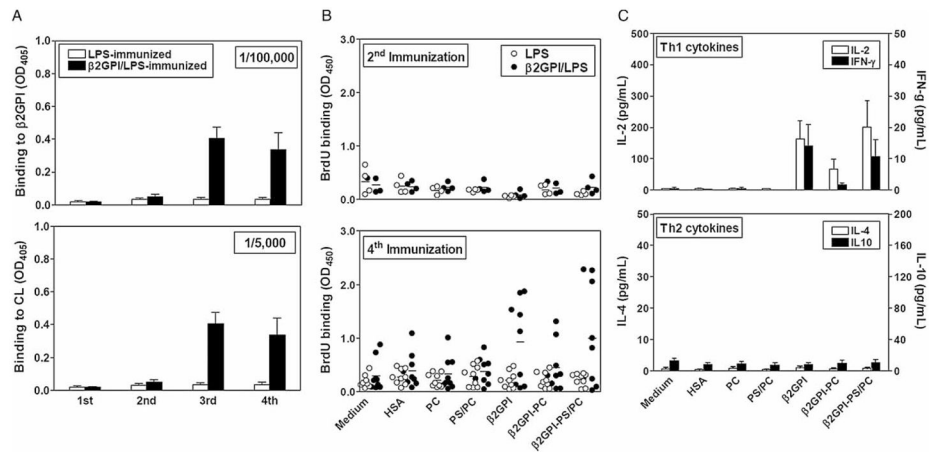 A
Binding to β2GPI (OD405)
1.0
0.8
0.6
0.4
0.2
0.0
LPS-immunized
β2GPI/LPS-immunized
1/100,000
Binding to CL (OD405)
1.0
0.8
0.6
0.4
0.2
0.0
1/5,000
1st 2nd 3rd 4th
B
BrdU binding (OD450)
3.0
2.0
1.0
0.0
2nd Immunization
LPS
β2GPI/LPS
BrdU binding (OD450)
3.0
2.0
1.0
0.0
4th Immunization
Medium HSA PC PS/PC β2GPI β2GPI-PC β2GPI-PS/PC
C
IL-2 (pg/mL)
500
400
300
200
100
0
Th1 cytokines
IL-2
IFN-γ
50
40
30
20
10
0
IFN-g (pg/mL)
IL-4 (pg/mL)
50
40
30
20
10
0
Th2 cytokines
IL-4
IL10
200
160
120
80
40
0
IL-10 (pg/mL)
Medium HSA PC PS/PC β2GPI β2GPI-PC β2GPI-PS/PC